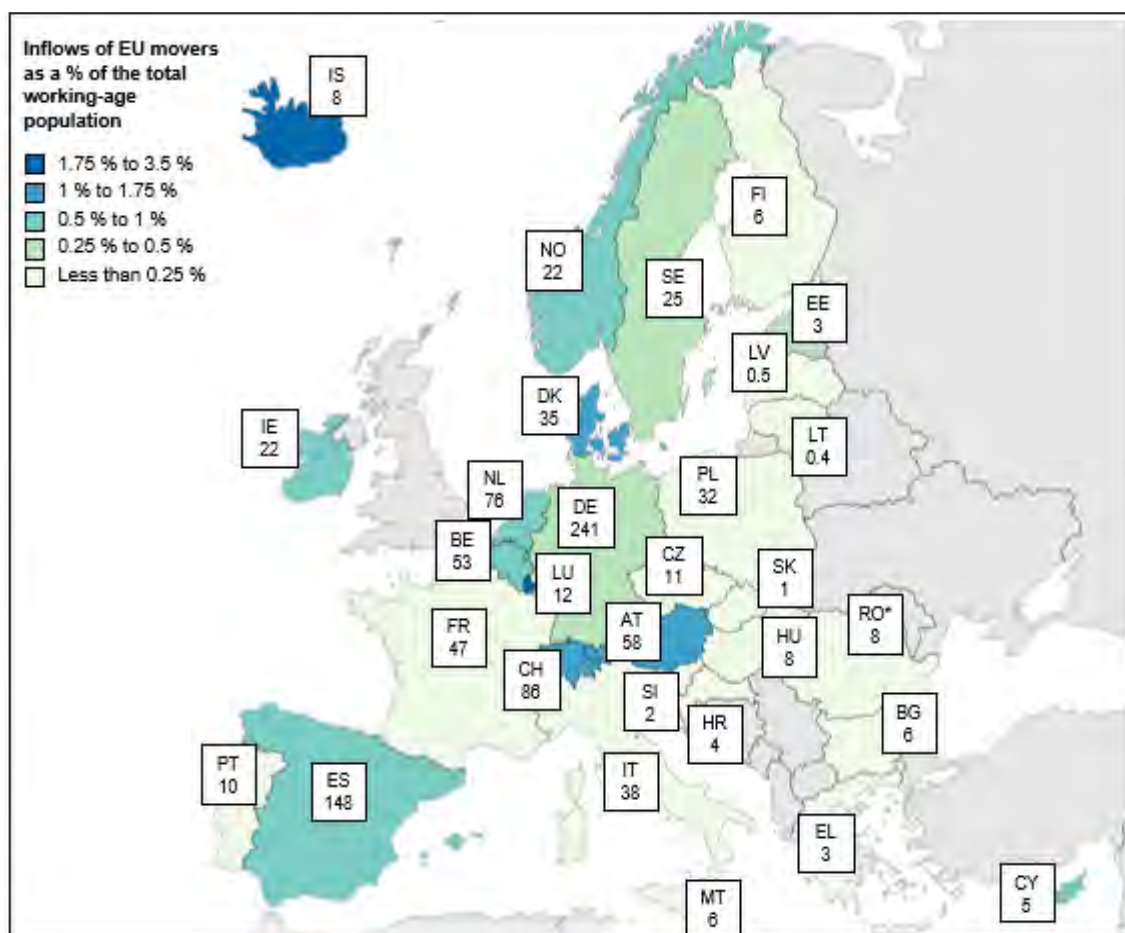 Inflows of EU movers
as a % of the total
working-age
population
1.75 % to 3.5 %
1 % to 1.75 %
0.5 % to 1 %
0.25 % to 0.5 %
Less than 0.25 %
IS
8
FI
6
NO
22
SE
25
EE
3
LV
0.5
DK
35
IE
22
LT
0.4
NL
76
PL
32
DE
241
BE
53
CZ
11
LU
12
SK
1
RO*
8
AT
58
FR
47
HU
8
CH
86
SI
2
BG
6
HR
4
PT
10
ES
148
IT
38
EL
3
CY
5
MT
6